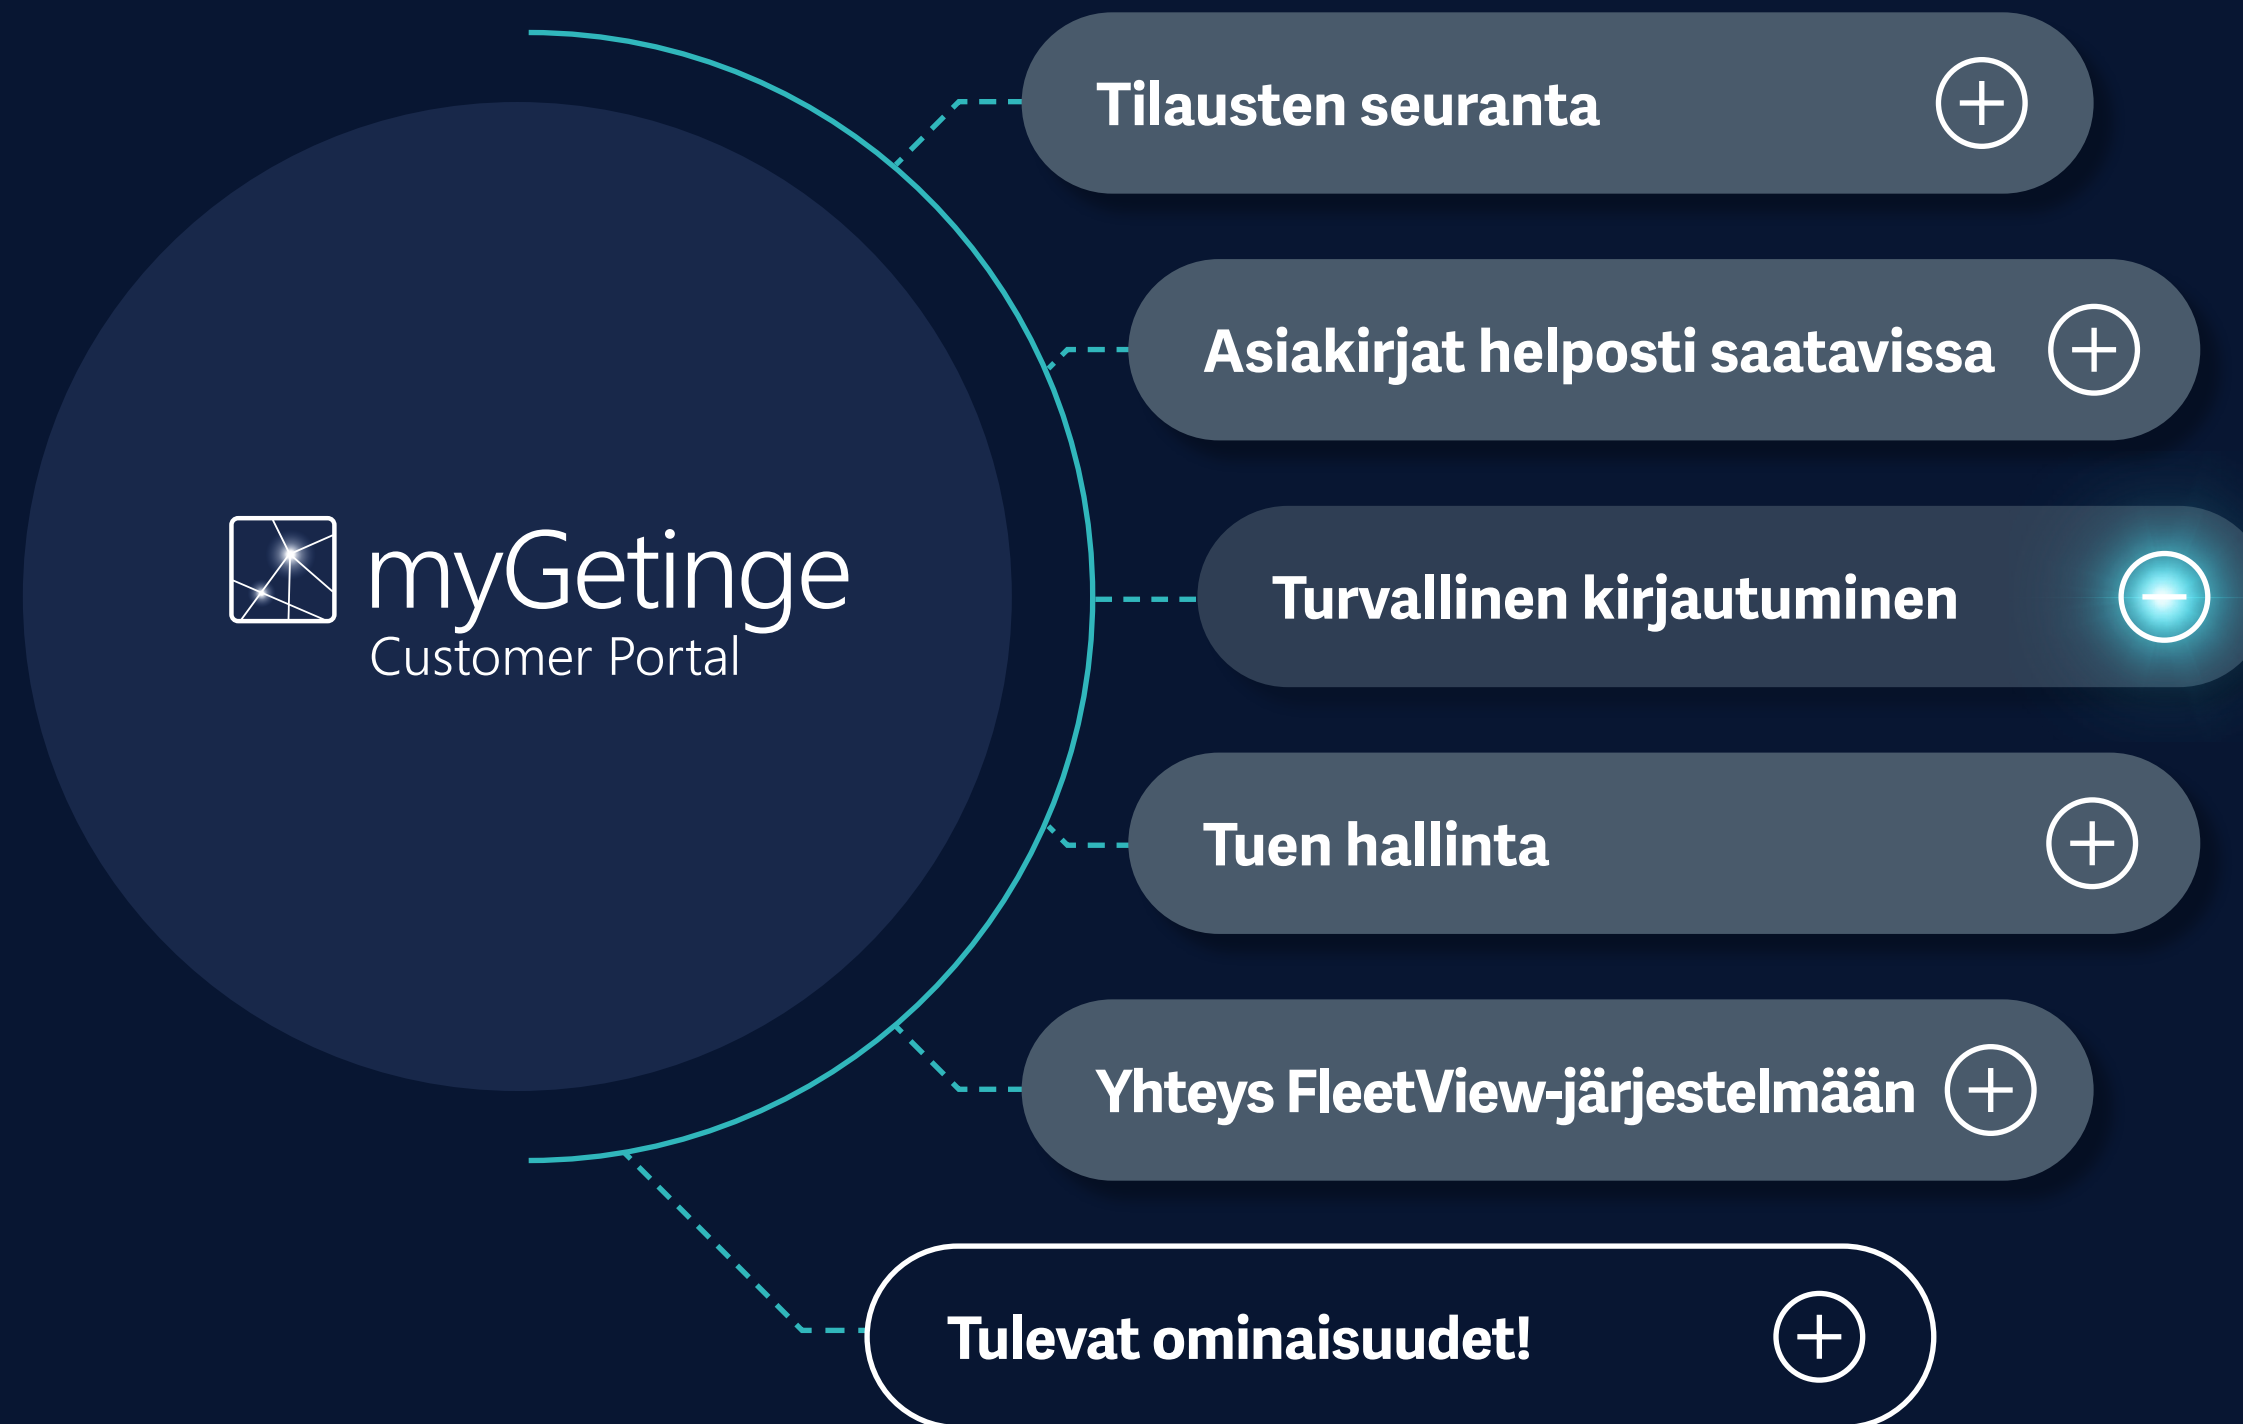 Tilausten seuranta
Asiakirjat helposti saatavissa
myGetinge
Customer Portal
Turvallinen kirjautuminen
Tuen hallinta
Yhteys FleetView-järjestelmään
Tulevat ominaisuudet!